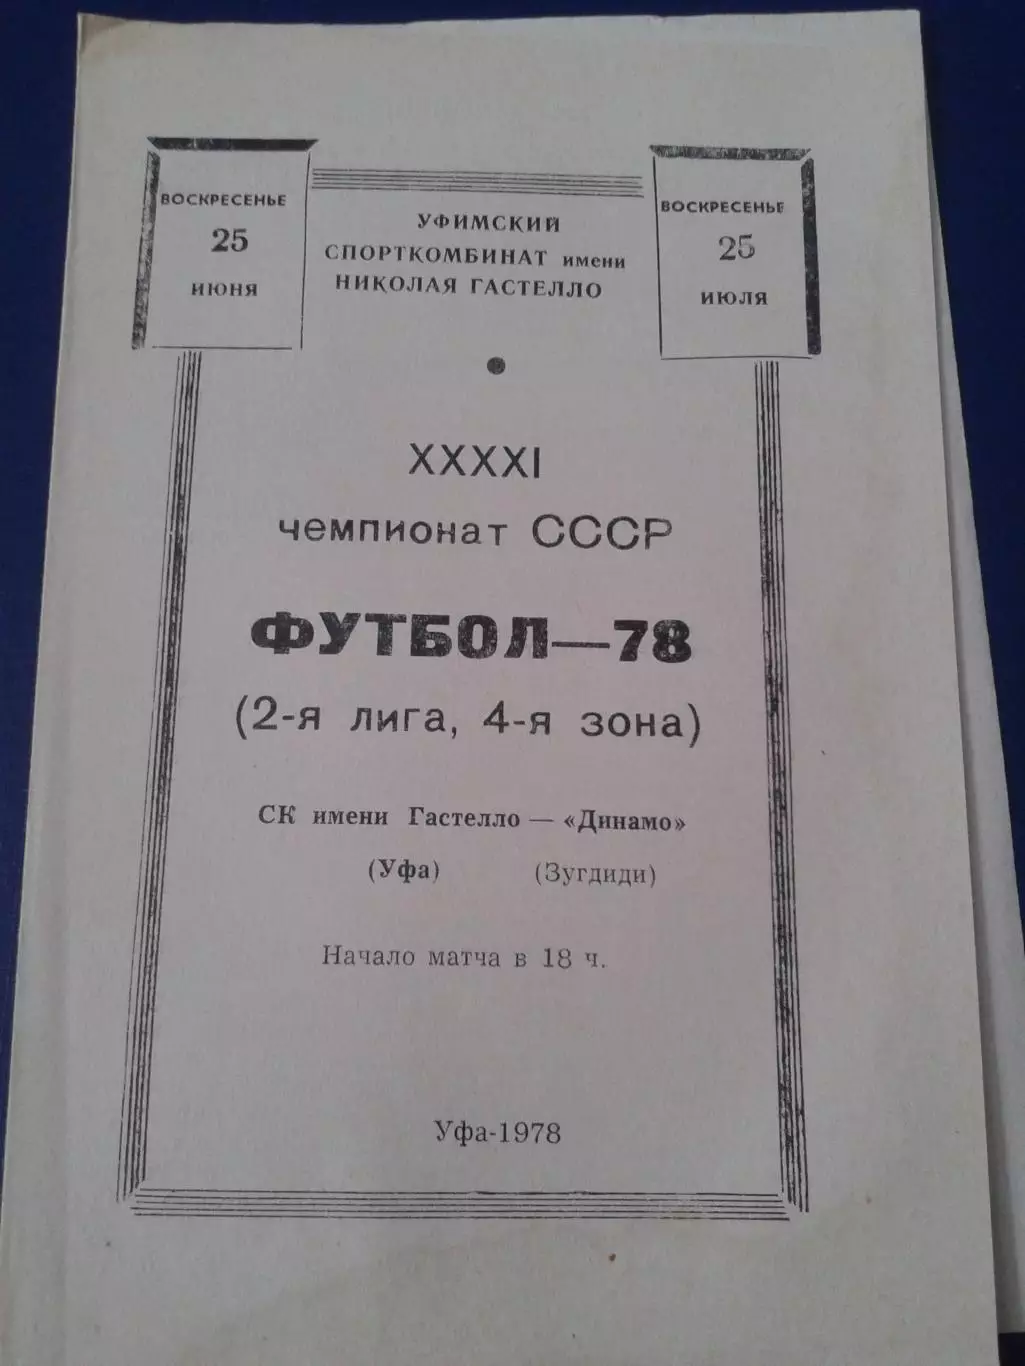 ВОСКРЕСЕНЬЕ
25
ИЮНЯ
УФИМСКИЙ
СПОРТКОМБИНАТ имени
НИКОЛАЯ ГАСТЕЛЛО
ВОСКРЕСЕНЬЕ
25
ИЮЛЯ
XXXXI
чемпионат СССР
ФУТБОЛ—78
(2-я лига, 4-я зона)
СК имени Гастелло — «Динамо»
(Уфа) (Зугдиди)
Начало матча в 18 ч.
Уфа-1978